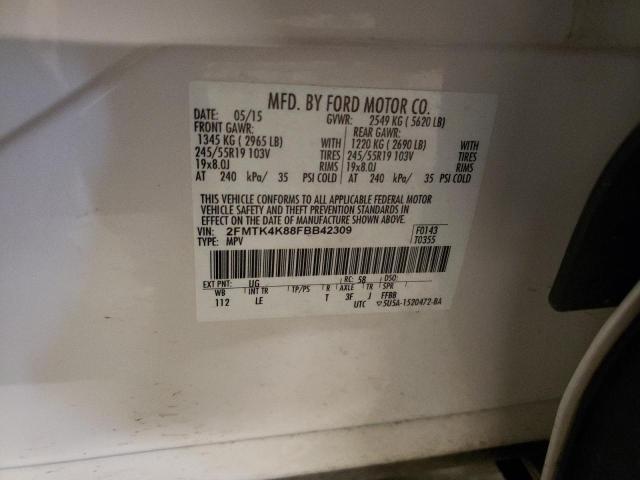 MFD. BY FORD MOTOR CO.
DATE: 05/15 GVWR: 2549 KG ( 5620 LB)
FRONT GAWR: REAR GAWR:
1345 KG ( 2965 LB) WITH 1220 KG ( 2690 LB) WITH
245/55R19 103V TIRES 245/55R19 103V TIRES
19x8.0J RIMS 19x8.0J RIMS
AT 240 kPa/ 35 PSI COLD AT 240 kPa/ 35 PSI COLD
THIS VEHICLE CONFORMS TO ALL APPLICABLE FEDERAL MOTOR
VEHICLE SAFETY AND THEFT PREVENTION STANDARDS IN
EFFECT ON THE DATE OF MANUFACTURE SHOWN ABOVE.
VIN: 2FMTK4K88FBB42309 F0143
TYPE: MPV T0355
EXT PNT: UG RC: 58 DSO:
WB INT TR TP/PS R AXLE TR SPR
112 LE T 3F J FFBB
UTC 5U5A-1520472-BA